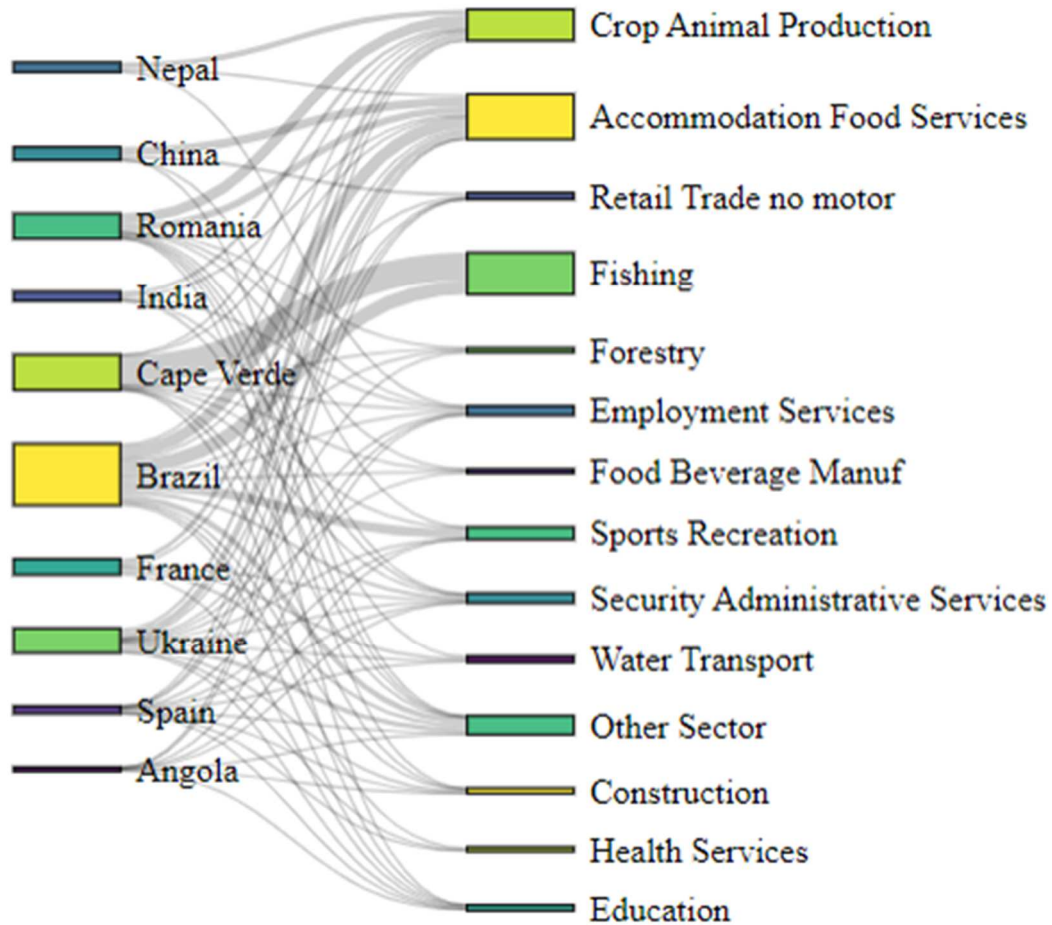 Nepal
China
Romania
India
Cape Verde
Brazil
France
Ukraine
Spain
Angola
Crop Animal Production
Accommodation Food Services
Retail Trade no motor
Fishing
Forestry
Employment Services
Food Beverage Manuf
Sports Recreation
Security Administrative Services
Water Transport
Other Sector
Construction
Health Services
Education